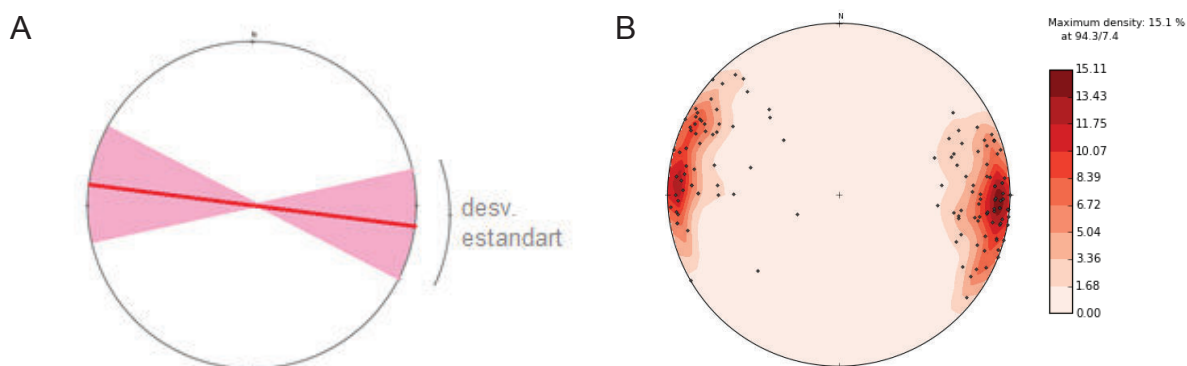 A
N
desv.
estandart
B
N
Maximum density: 15.1 %
at 94.3/7.4
15.11
13.43
11.75
10.07
8.39
6.72
5.04
3.36
1.68
0.00